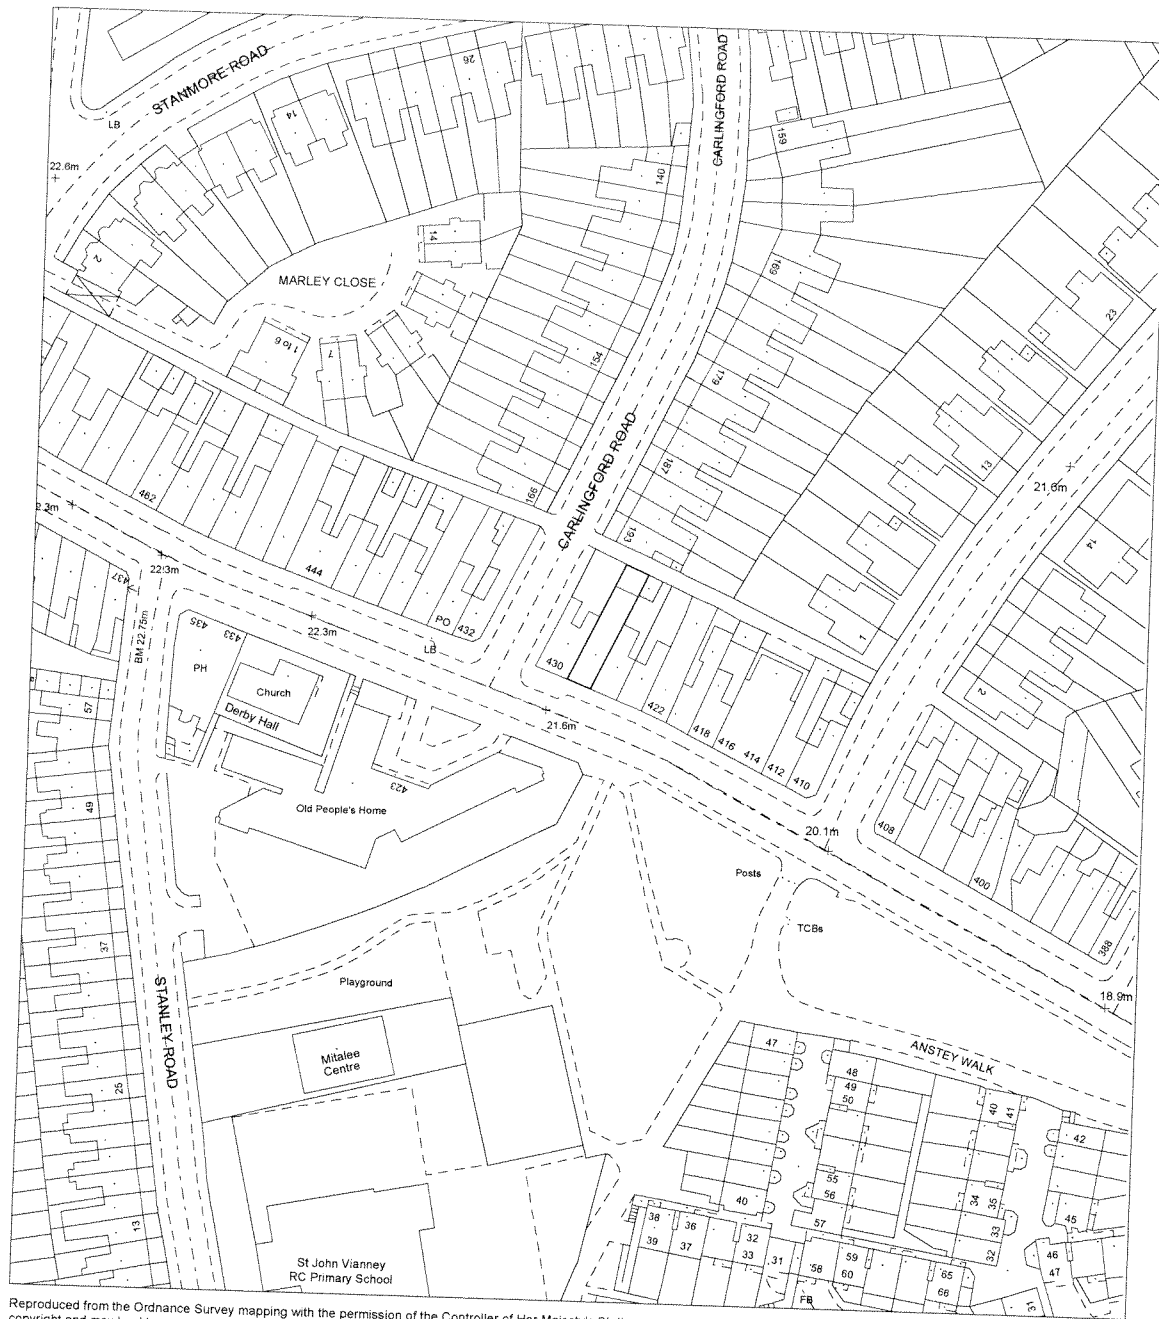 STANMORE ROAD
26
CARLINGFORD ROAD
LB
14
159
22.6m
140
2
14
MARLEY CLOSE
169
23
1 to 6
7
154
179
13
21.6m
462
166
CARLINGFORD ROAD
187
193
14
2.3m
22.3m
444
437
BM 22.75m
435
433
22.3m
PO
432
LB
430
1
PH
Church
Derby Hall
57
21.6m
422
418
416
414
412
410
2
423
Old People's Home
49
20.1m
408
400
Posts
TCBs
388
37
Playground
18.9m
STANLEY ROAD
Mitalee
Centre
25
47
ANSTEY WALK
48
49
50
40
41
42
55
56
34
35
13
40
57
33
32
45
38
36
32
39
37
33
31
58
59
60
65
66
46
47
FB
31
St John Vianney
RC Primary School
Reproduced from the Ordnance Survey mapping with the permission of the Controller of Her Majesty's